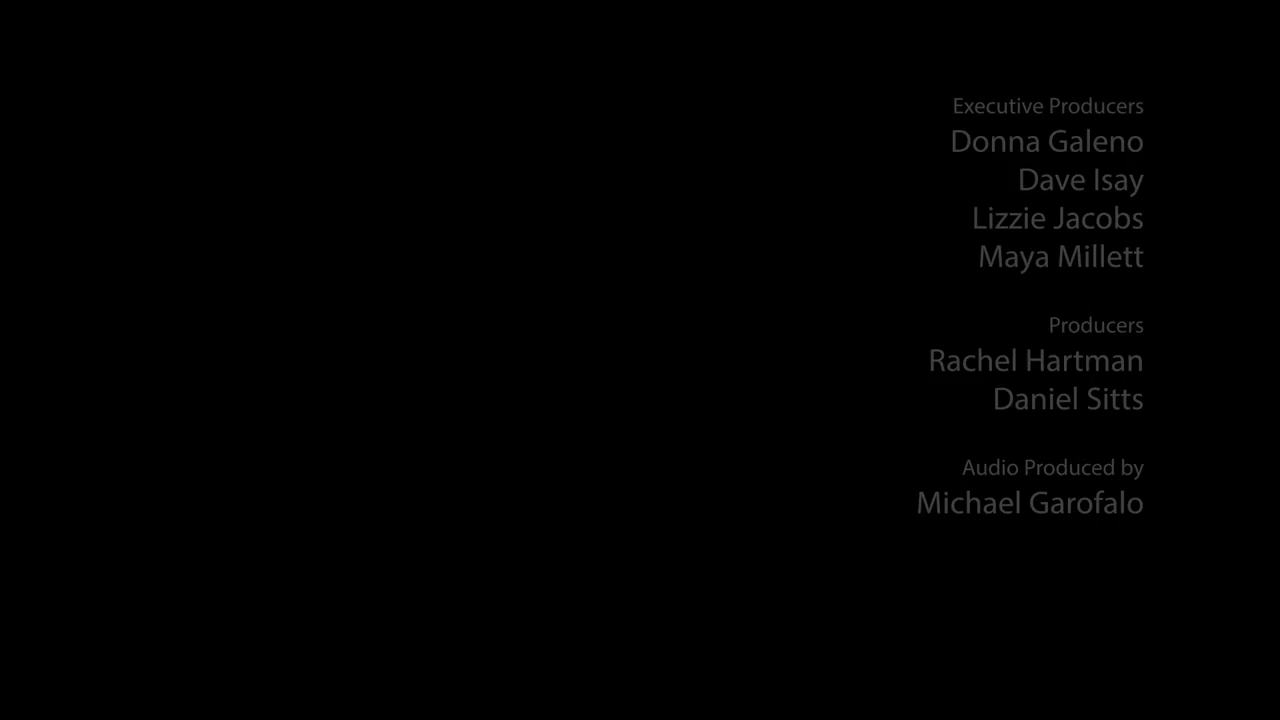 Executive Producers
Donna Galeno
Dave Isay
Lizzie Jacobs
Maya Millett
Producers
Rachel Hartman
Daniel Sitts
Audio Produced by
Michael Garofalo